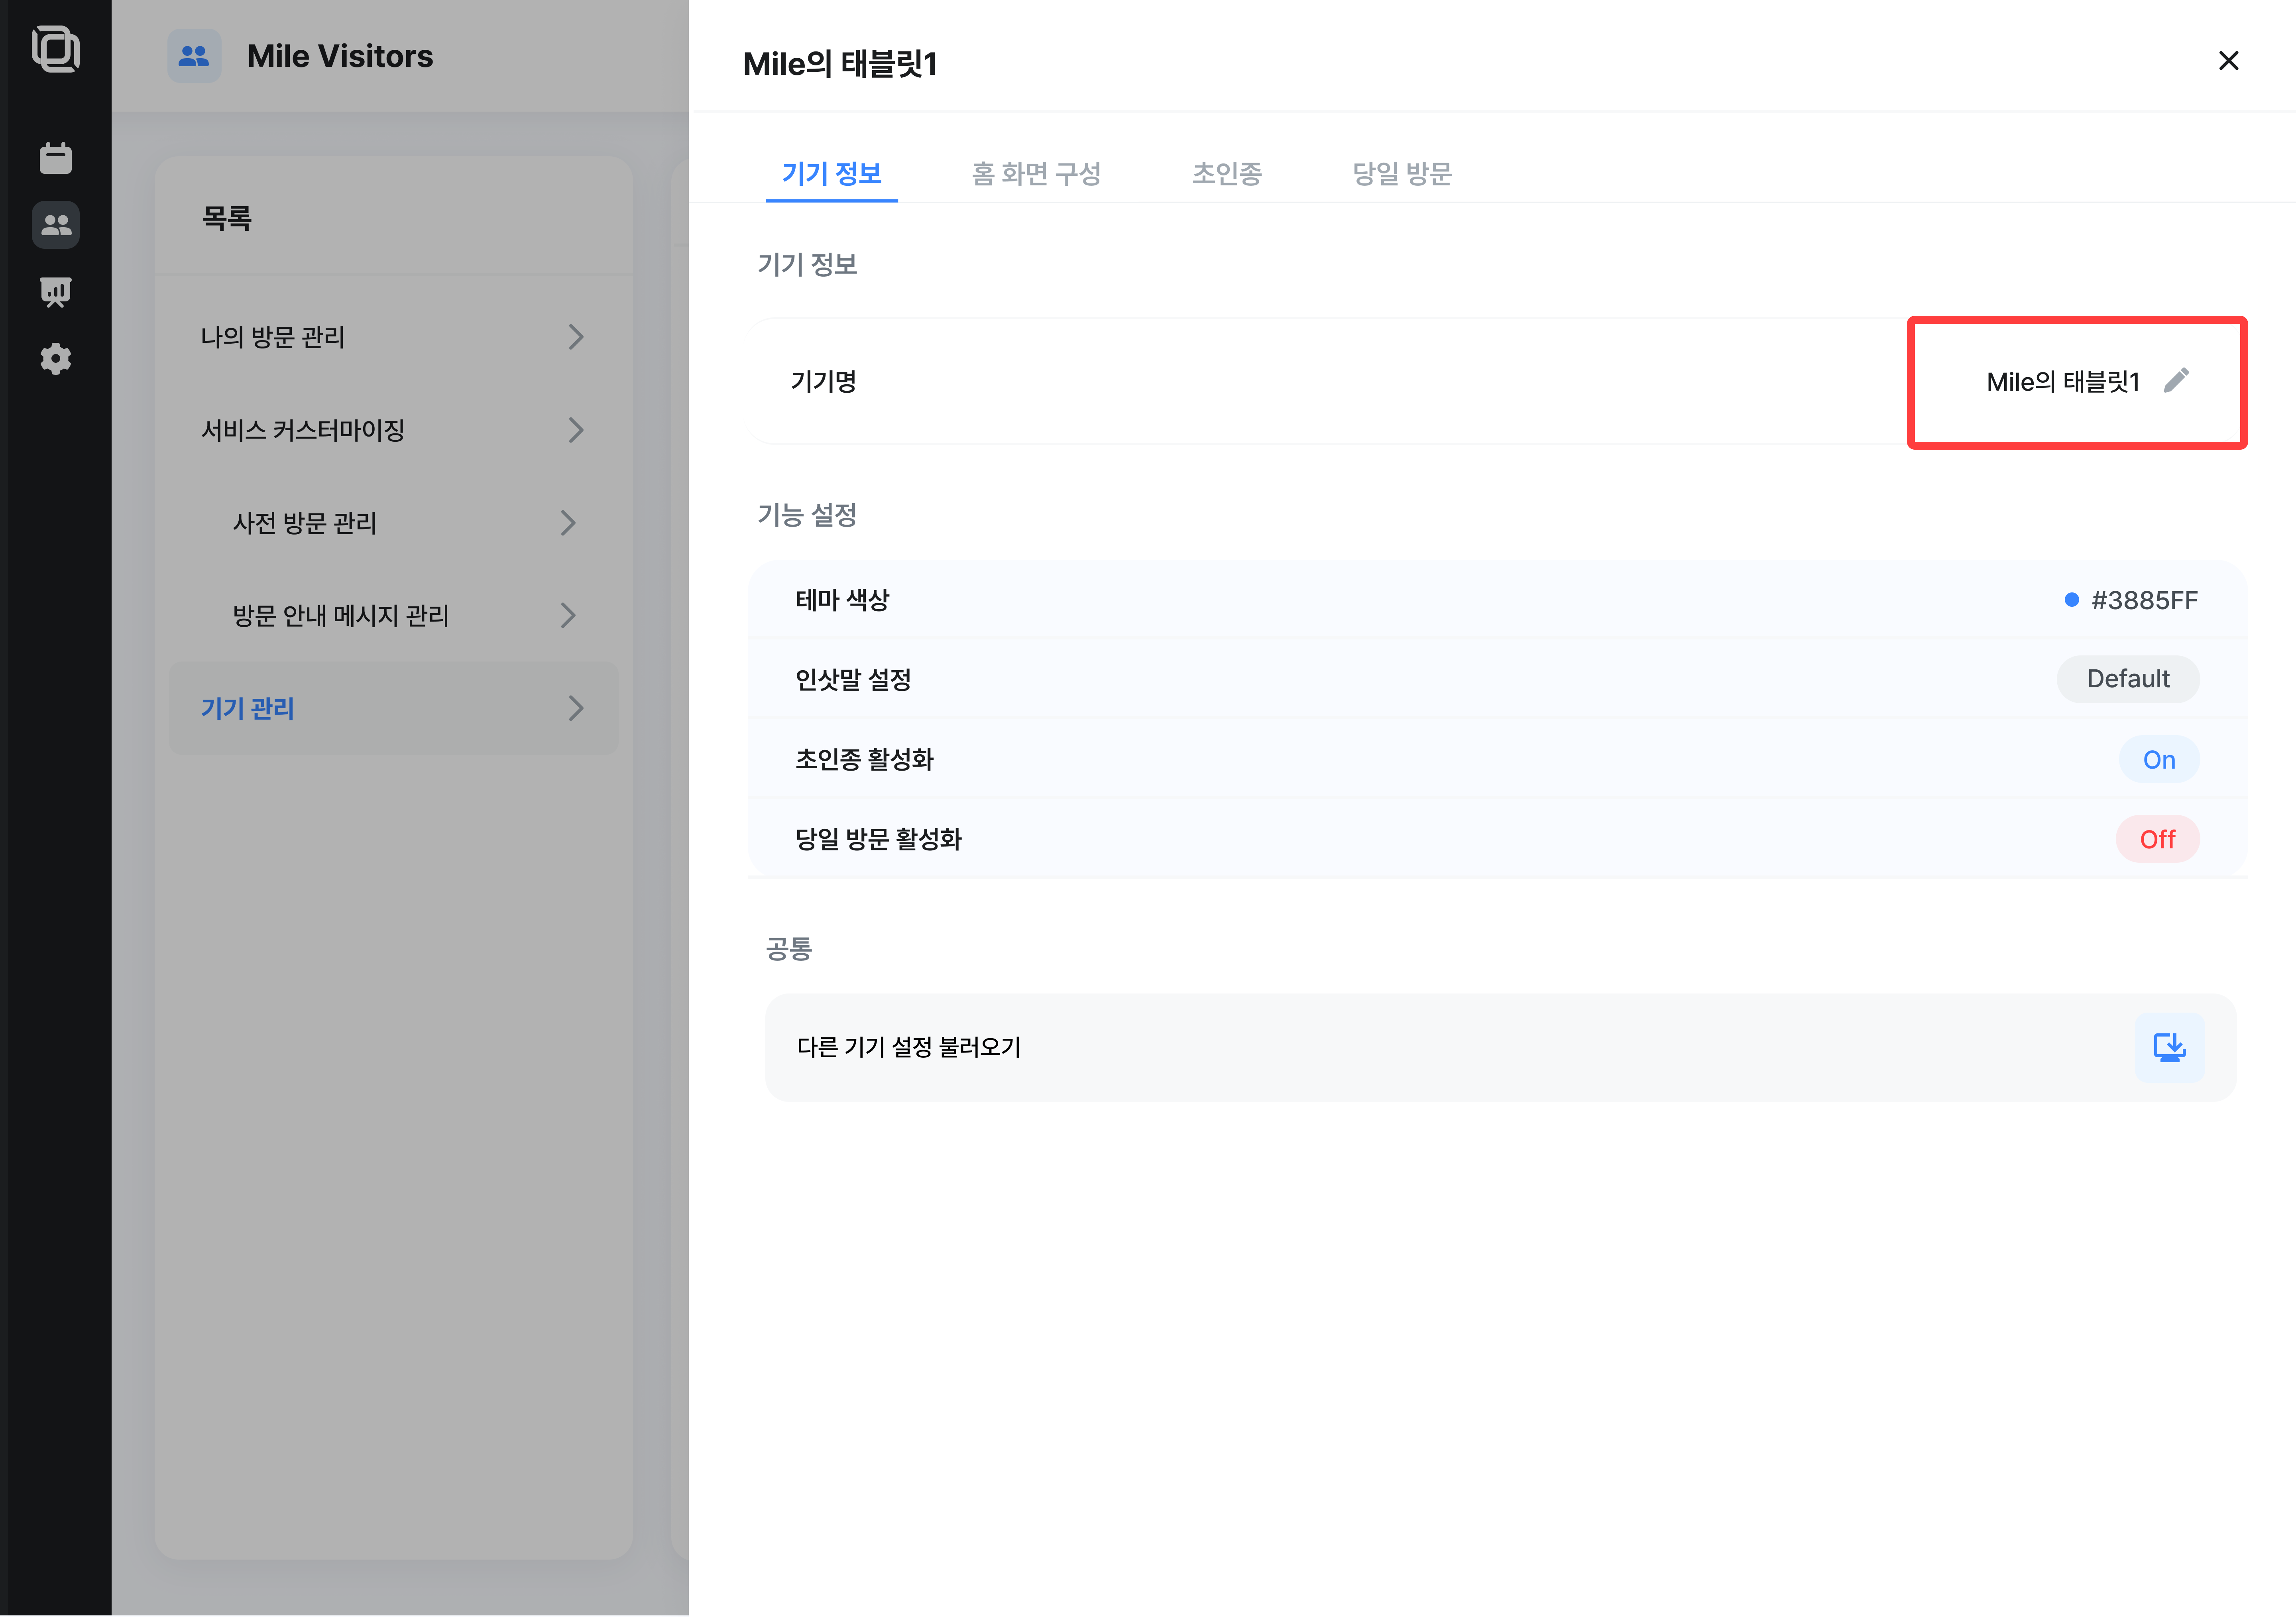 Mile Visitors
목록
나의 방문 관리
서비스 커스터마이징
사전 방문 관리
방문 안내 메시지 관리
기기 관리
Mile의 태블릿1
기기 정보
홈 화면 구성
초인종
당일 방문
기기 정보
기기명
Mile의 태블릿1
기능 설정
테마 색상
#3885FF
인삿말 설정
Default
초인종 활성화
On
당일 방문 활성화
Off
공통
다른 기기 설정 불러오기